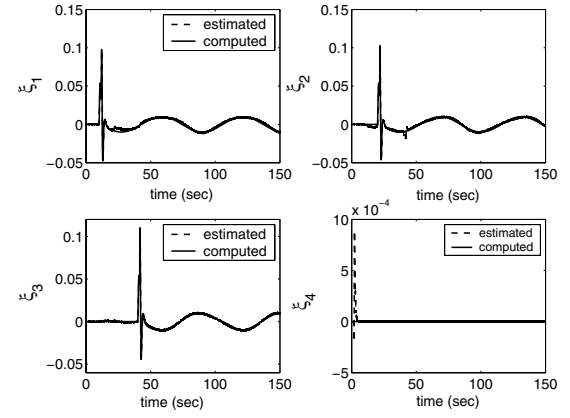 0.15
0.1
0.05
0
−0.05
ξ1
estimated
computed
0 50 100 150
time (sec)
0.15
0.1
0.05
0
−0.05
ξ2
estimated
computed
0 50 100 150
time (sec)
0.1
0.05
0
−0.05
ξ3
estimated
computed
0 50 100 150
time (sec)
x 10−4
10
5
0
−5
ξ4
estimated
computed
0 50 100 150
time (sec)